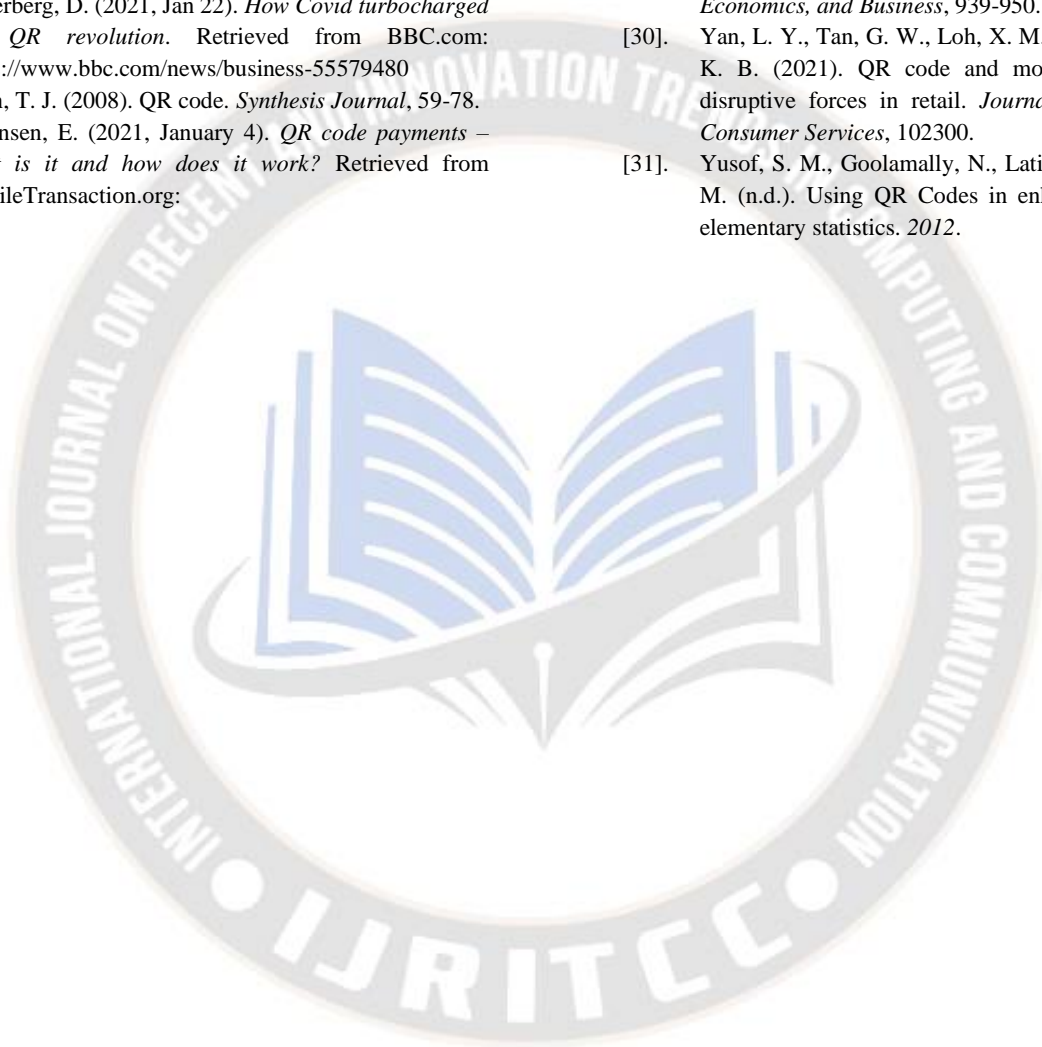 erberg, D. (2021, Jan 22). How Covid turbocharged
QR revolution. Retrieved from BBC.com:
://www.bbc.com/news/business-55579480
, T. J. (2008). QR code. Synthesis Journal, 59-78.
nsen, E. (2021, January 4). QR code payments –
is it and how does it work? Retrieved from
ileTransaction.org:
Economics, and Business, 939-950.
[30]. Yan, L. Y., Tan, G. W., Loh, X. M.
K. B. (2021). QR code and mo
disruptive forces in retail. Journa
Consumer Services, 102300.
[31]. Yusof, S. M., Goolamally, N., Lati
M. (n.d.). Using QR Codes in enh
elementary statistics. 2012.
INTERNATIONAL JOURNAL ON RECENT AND INNOVATION TRENDS IN COMPUTING AND COMMUNICATION
IJRITCC